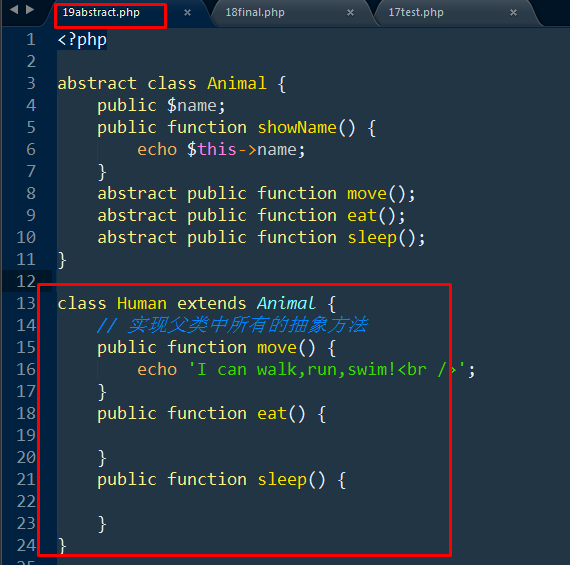 19abstract.php × 18final.php × 17test.php ×
1 <?php
2
3 abstract class Animal {
4 public $name;
5 public function showName() {
6 echo $this->name;
7 }
8 abstract public function move();
9 abstract public function eat();
10 abstract public function sleep();
11 }
12
13 class Human extends Animal {
14 // 实现父类中所有的抽象方法
15 public function move() {
16 echo 'I can walk,run,swim!<br />';
17 }
18 public function eat() {
19
20 }
21 public function sleep() {
22
23 }
24 }